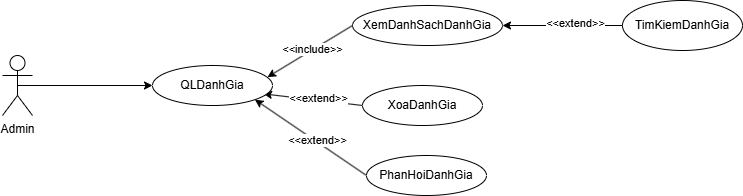 XemDanhSachDanhGia
<<extend>>
TimKiemDanhGia
<<include>>
QLDanhGia
<<extend>>
XoaDanhGia
Admin
<<extend>>
PhanHoiDanhGia